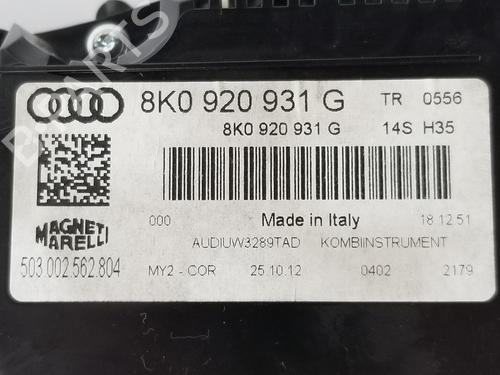 8K0 920 931 G TR 0556
8K0 920 931 G 14S H35
000 Made in Italy 18.12.51
MAGNETI
MARELLI
AUDIUW3289TAD KOMBIINSTRUMENT
503.002.562.804 MY2-COR 25.10.12 0402 2179